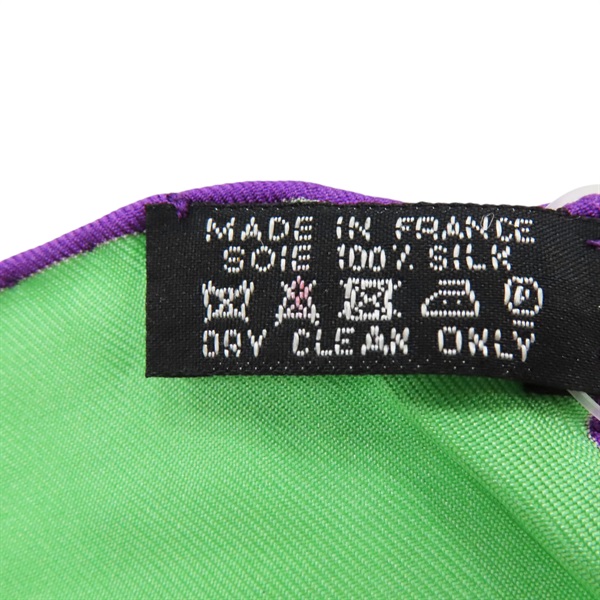 MADE IN FRANCE
SOIE 100% SILK
DRY CLEAN ONLY